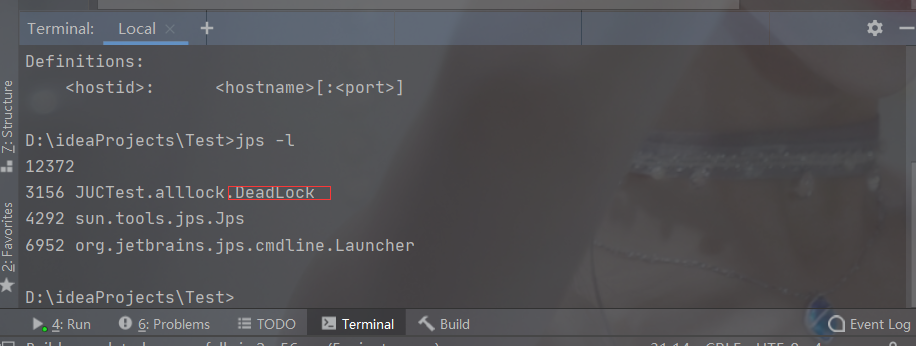 Terminal: Local × +
Definitions:
<hostid>: <hostname>[:<port>]
D:\ideaProjects\Test>jps -l
12372
3156 JUCTest.alllock.DeadLock
4292 sun.tools.jps.Jps
6952 org.jetbrains.jps.cmdline.Launcher
D:\ideaProjects\Test>
7: Structure
2: Favorites
4: Run 6: Problems TODO Terminal Build Event Log